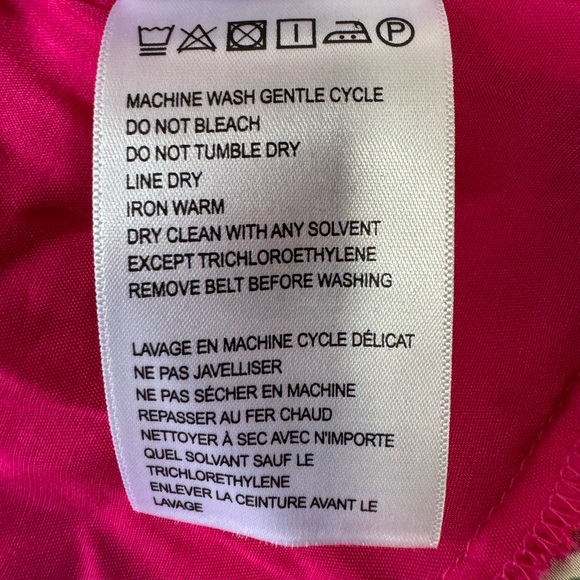 P
MACHINE WASH GENTLE CYCLE
DO NOT BLEACH
DO NOT TUMBLE DRY
LINE DRY
IRON WARM
DRY CLEAN WITH ANY SOLVENT
EXCEPT TRICHLOROETHYLENE
REMOVE BELT BEFORE WASHING
LAVAGE EN MACHINE CYCLE DÉLICAT
NE PAS JAVELLISER
NE PAS SÉCHER EN MACHINE
REPASSER AU FER CHAUD
NETTOYER À SEC AVEC N'IMPORTE
QUEL SOLVANT SAUF LE
TRICHLORETHYLENE
ENLEVER LA CEINTURE AVANT LE
LAVAGE